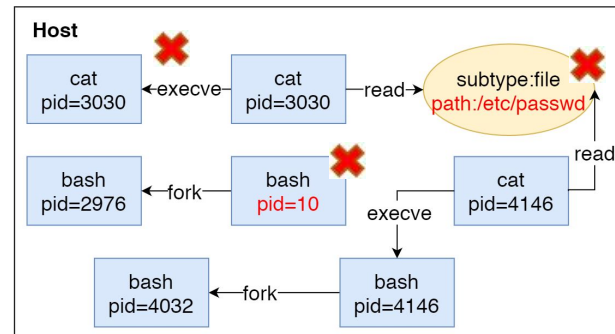 Host
cat
pid=3030
execve
cat
pid=3030
read
subtype:file
path:/etc/passwd
read
bash
pid=2976
fork
bash
pid=10
execve
cat
pid=4146
bash
pid=4032
fork
bash
pid=4146